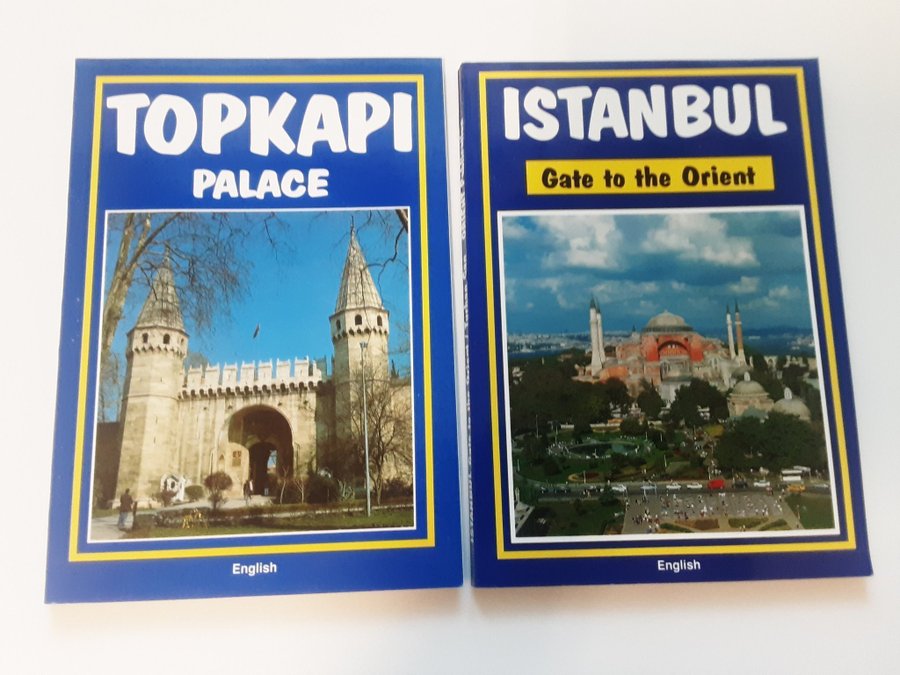 TOPKAPI
PALACE
English
ISTANBUL
Gate to the Orient
English